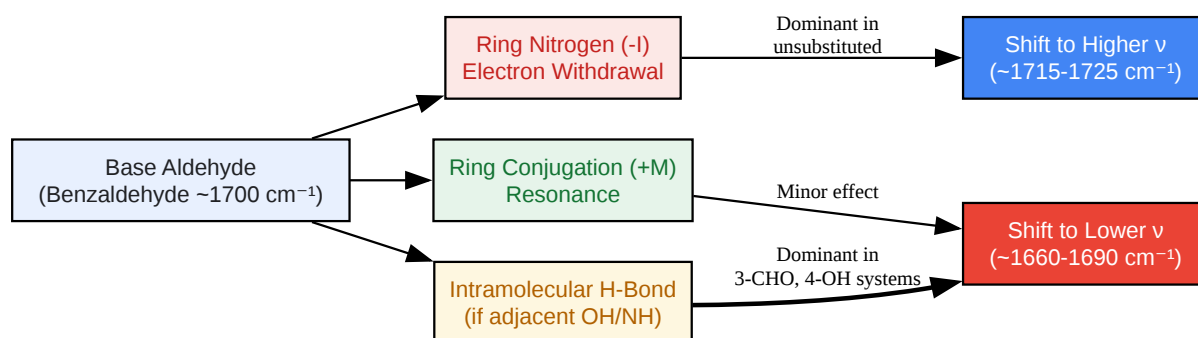 Base Aldehyde
(Benzaldehyde ~1700 cm⁻¹)
Ring Nitrogen (-I)
Electron Withdrawal
Ring Conjugation (+M)
Resonance
Intramolecular H-Bond
(if adjacent OH/NH)
Dominant in
unsubstituted
Minor effect
Dominant in
3-CHO, 4-OH systems
Shift to Higher ν
(~1715-1725 cm⁻¹)
Shift to Lower ν
(~1660-1690 cm⁻¹)